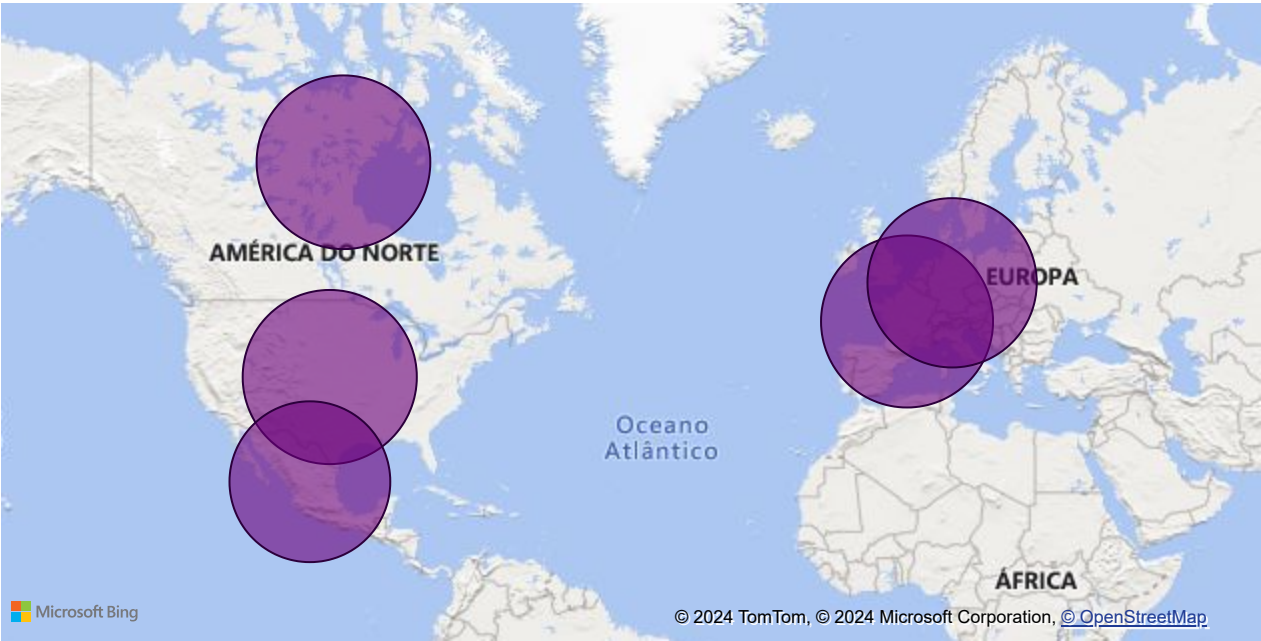 AMÉRICA DO NORTE
EUROPA
Oceano
Atlântico
ÁFRICA
Microsoft Bing
© 2024 TomTom, © 2024 Microsoft Corporation, © OpenStreetMap